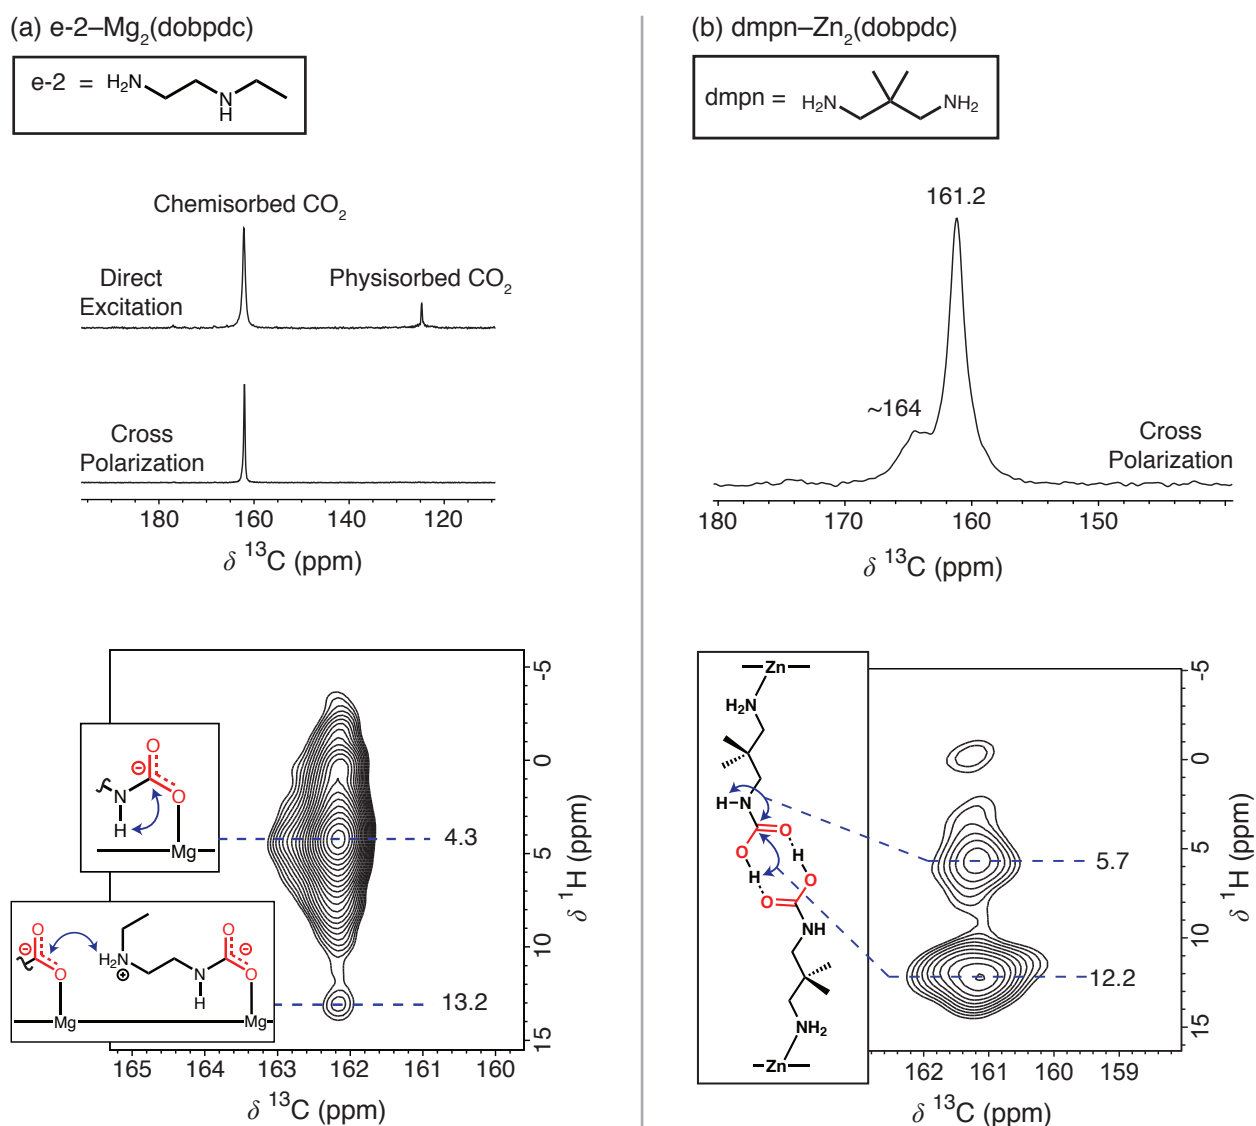 (a) e-2–Mg₂(dobpdc)
e-2 = H₂N
N
H
Chemisorbed CO₂
Direct
Excitation
Physisorbed CO₂
Cross
Polarization
180 160 140 120
δ ¹³C (ppm)
O
⊖
N
O
H
Mg
4.3
O
⊖
O
H₂N
⊕
N
H
O
⊖
O
Mg
Mg
13.2
-5
0
5
10
15
δ ¹H (ppm)
165 164 163 162 161 160
δ ¹³C (ppm)
(b) dmpn–Zn₂(dobpdc)
dmpn = H₂N NH₂
161.2
~164
Cross
Polarization
180 170 160 150
δ ¹³C (ppm)
Zn
H₂N
H–N
O
O
H
H
O
O
NH
NH₂
Zn
5.7
12.2
-5
0
5
10
15
δ ¹H (ppm)
162 161 160 159
δ ¹³C (ppm)